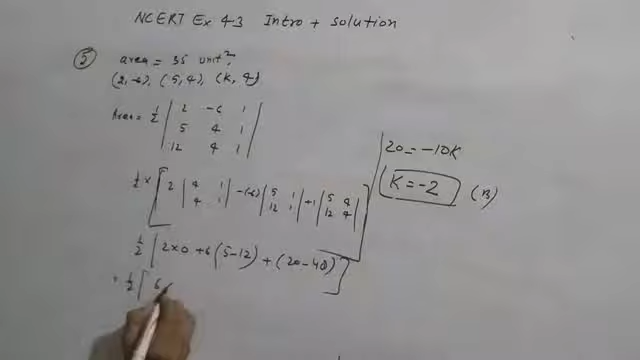 NCERT Ex 4.3 Intro + solution
⑤ area = 35 unit²,
(2,-6), (5,4), (K,4)
Area = 1/2 | 2 -6 1 |
| 5 4 1 |
| 12 4 1 |
1/2 × [ 2 | 4 1 | -(-6) | 5 1 | +1 | 5 4 | ]
| 4 1 | | 12 1 | | 12 4 |
1/2 [ 2×0 +6 (5-12) + (20-48) ]
= 1/2 [ 6
20 = -10K
K = -2 (B)